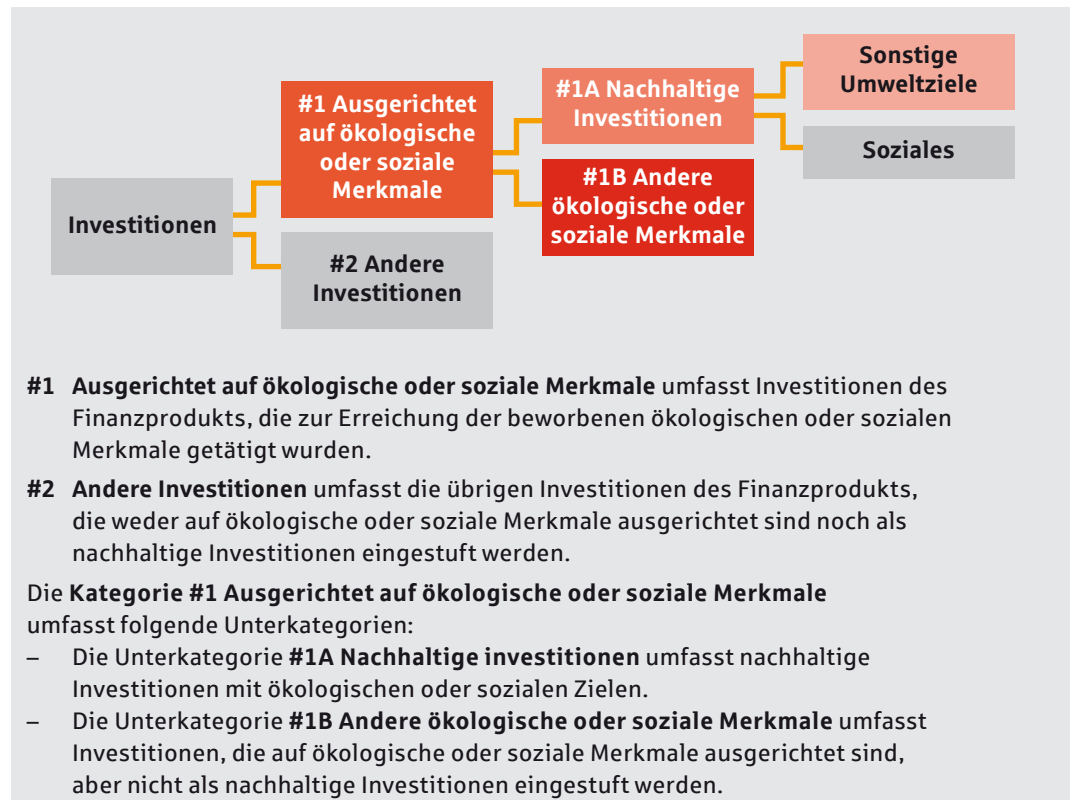 Investitionen
#1 Ausgerichtet
auf ökologische
oder soziale
Merkmale
#2 Andere
Investitionen
#1A Nachhaltige
Investitionen
#1B Andere
ökologische oder
soziale Merkmale
Sonstige
Umweltziele
Soziales
#1 Ausgerichtet auf ökologische oder soziale Merkmale umfasst Investitionen des
Finanzprodukts, die zur Erreichung der beworbenen ökologischen oder sozialen
Merkmale getätigt wurden.
#2 Andere Investitionen umfasst die übrigen Investitionen des Finanzprodukts,
die weder auf ökologische oder soziale Merkmale ausgerichtet sind noch als
nachhaltige Investitionen eingestuft werden.
Die Kategorie #1 Ausgerichtet auf ökologische oder soziale Merkmale
umfasst folgende Unterkategorien:
– Die Unterkategorie #1A Nachhaltige investitionen umfasst nachhaltige
Investitionen mit ökologischen oder sozialen Zielen.
– Die Unterkategorie #1B Andere ökologische oder soziale Merkmale umfasst
Investitionen, die auf ökologische oder soziale Merkmale ausgerichtet sind,
aber nicht als nachhaltige Investitionen eingestuft werden.